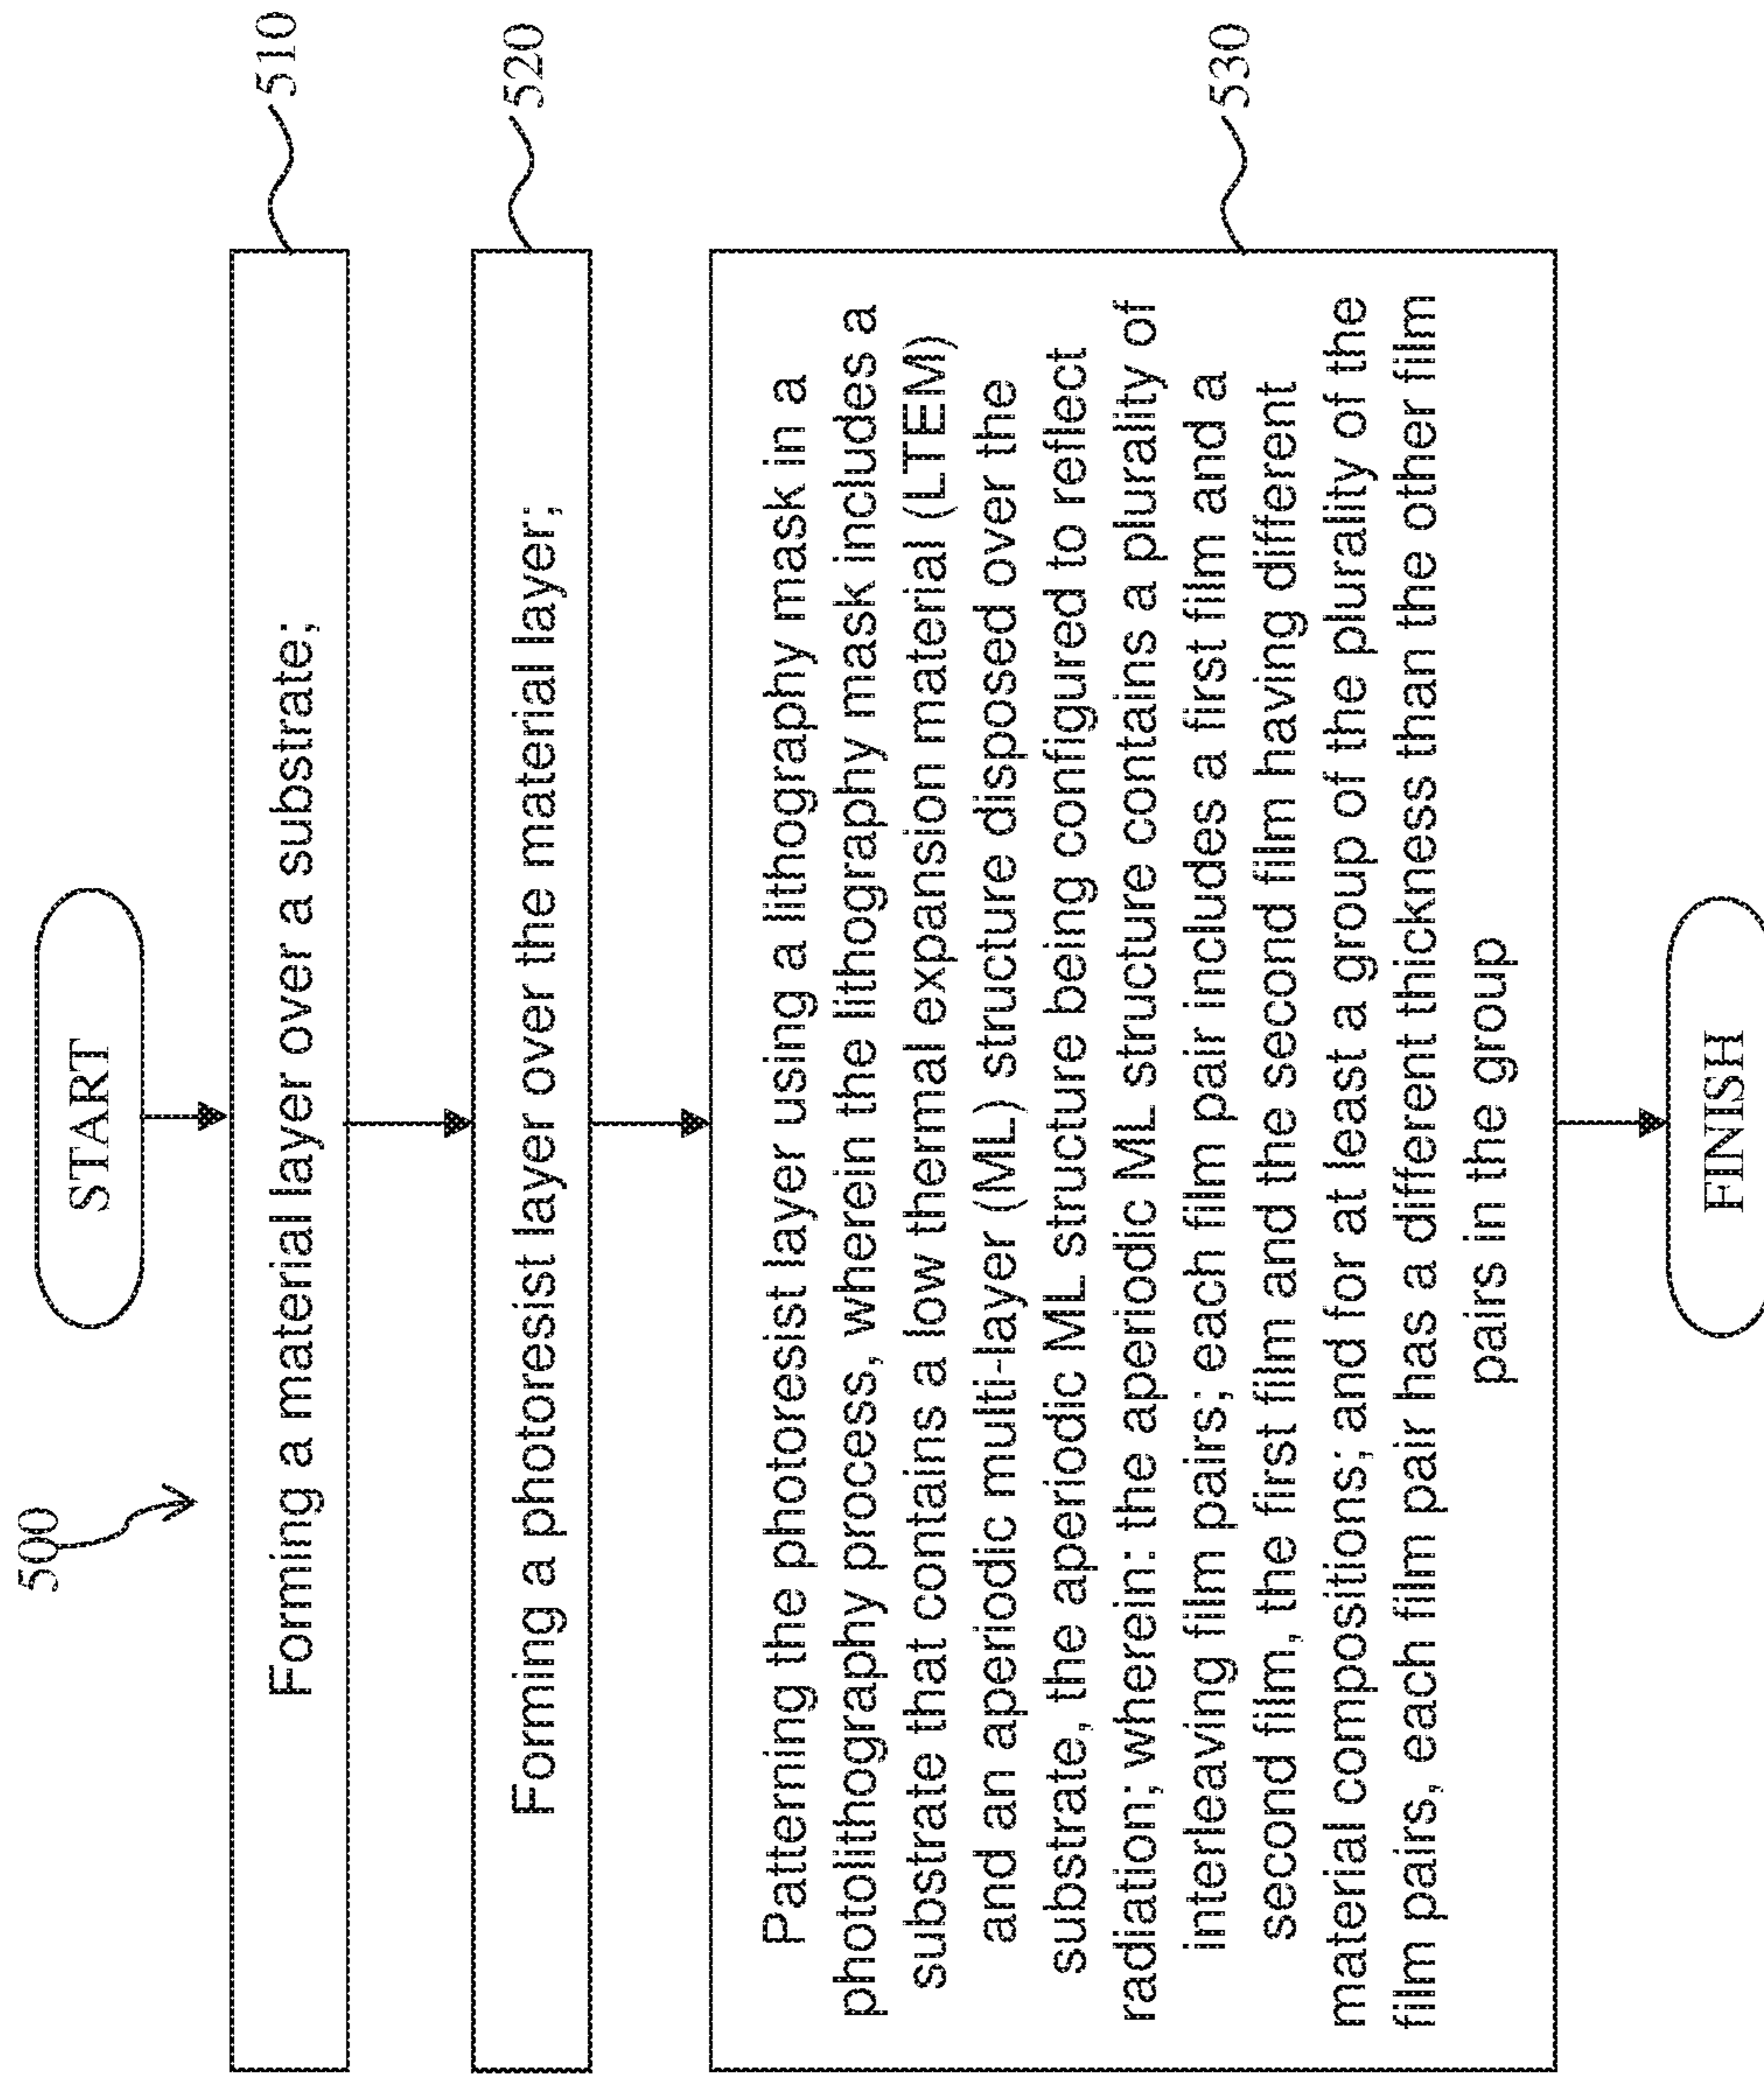 500
START
Forming a material layer over a substrate;
510
Forming a photoresist layer over the material layer;
520
Patterning the photoresist layer using a lithography mask in a
photolithography process, wherein the lithography mask includes a
substrate that contains a low thermal expansion material (LTEM)
and an aperiodic multi-layer (ML) structure disposed over the
substrate, the aperiodic ML structure being configured to reflect
radiation; wherein: the aperiodic ML structure contains a plurality of
interleaving film pairs; each film pair includes a first film and a
second film, the first film and the second film having different
material compositions; and for at least a group of the plurality of the
film pairs, each film pair has a different thickness than the other film
pairs in the group
530
FINISH